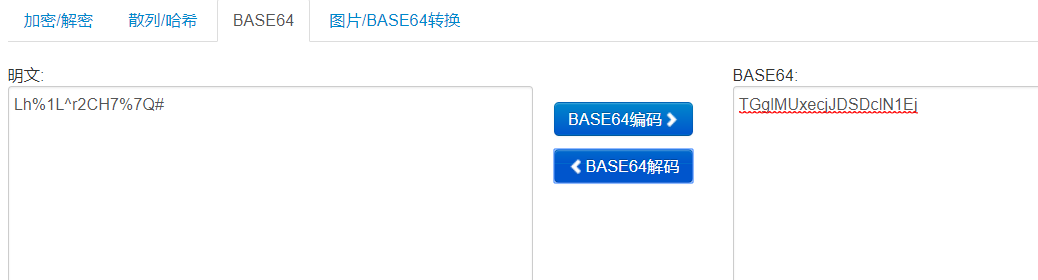 加密/解密
散列/哈希
BASE64
图片/BASE64转换
明文:
Lh%1L^r2CH7%7Q#
BASE64编码
BASE64解码
BASE64:
TGglMUxecjJDSDclN1Ej